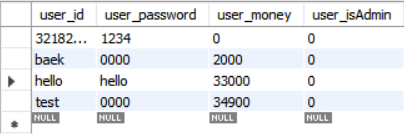 user_id user_password user_money user_isAdmin
32182... 1234 0 0
baek 0000 2000 0
hello hello 33000 0
test 0000 34900 0
NULL NULL NULL NULL